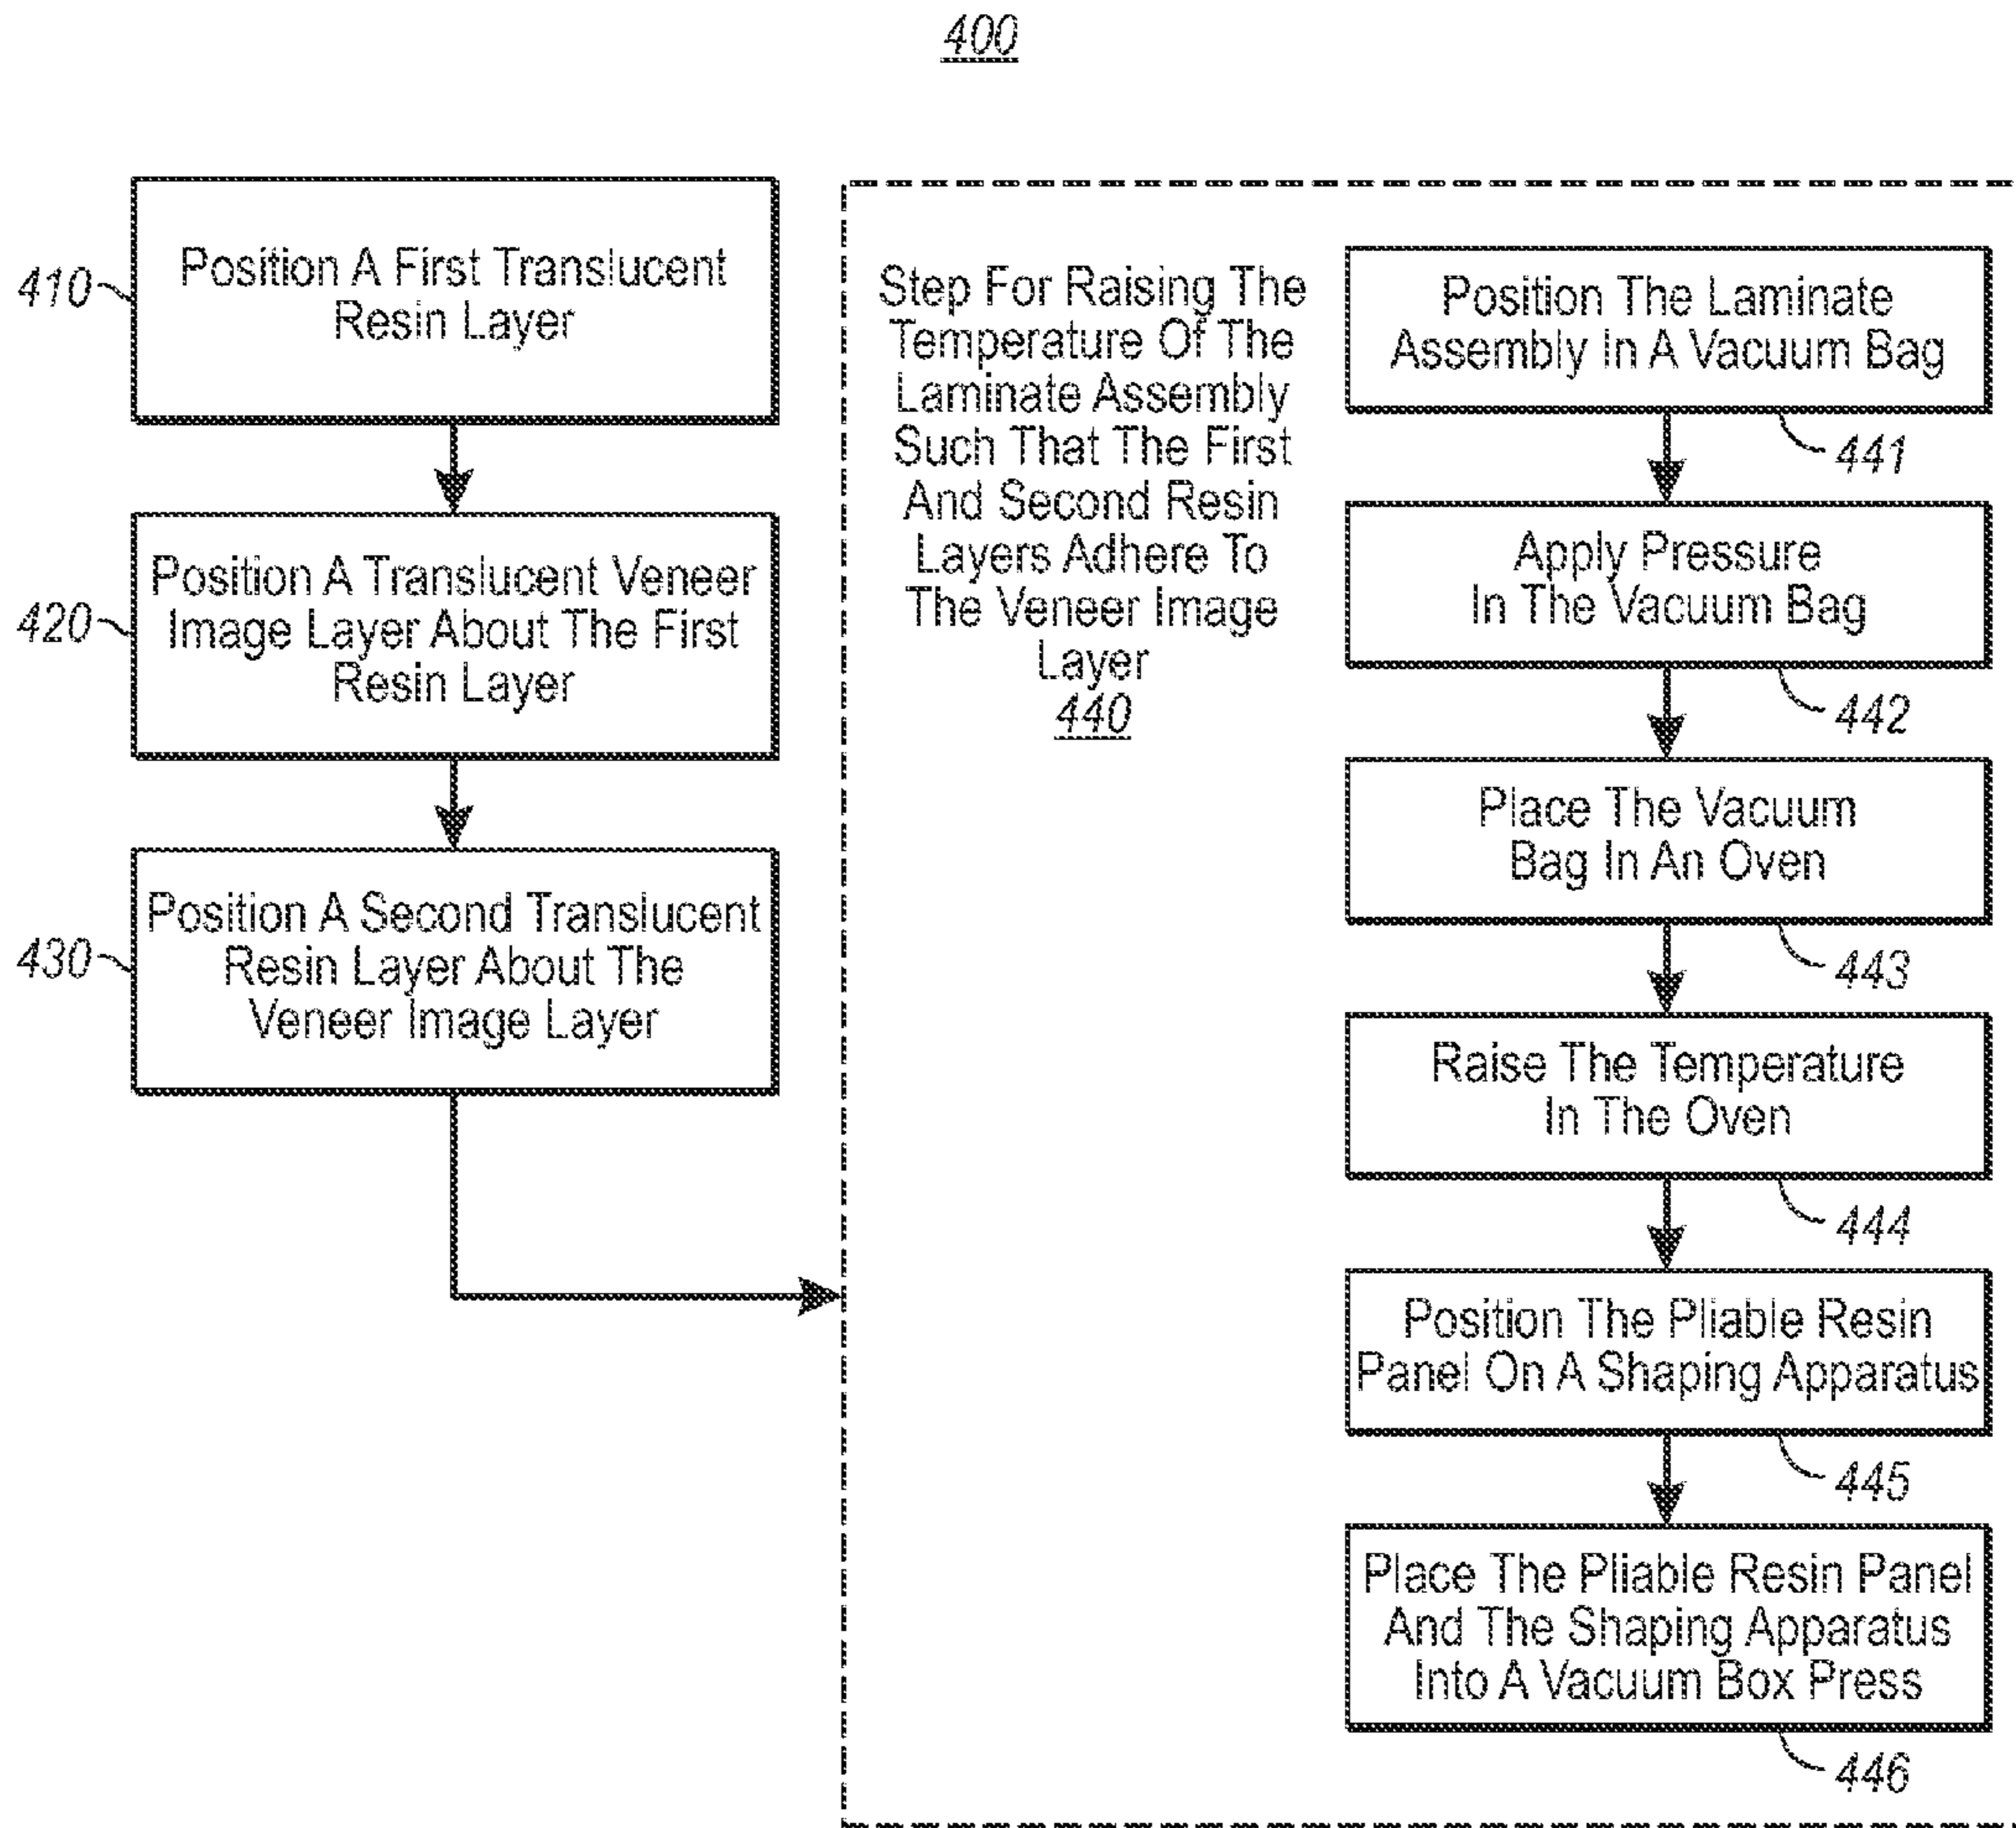 400
410
Position A First Translucent
Resin Layer
420
Position A Translucent Veneer
Image Layer About The First
Resin Layer
430
Position A Second Translucent
Resin Layer About The
Veneer Image Layer
Step For Raising The
Temperature Of The
Laminate Assembly
Such That The First
And Second Resin
Layers Adhere To
The Veneer Image
Layer
440
Position The Laminate
Assembly In A Vacuum Bag
441
Apply Pressure
In The Vacuum Bag
442
Place The Vacuum
Bag In An Oven
443
Raise The Temperature
In The Oven
444
Position The Pliable Resin
Panel On A Shaping Apparatus
445
Place The Pliable Resin Panel
And The Shaping Apparatus
Into A Vacuum Box Press
446